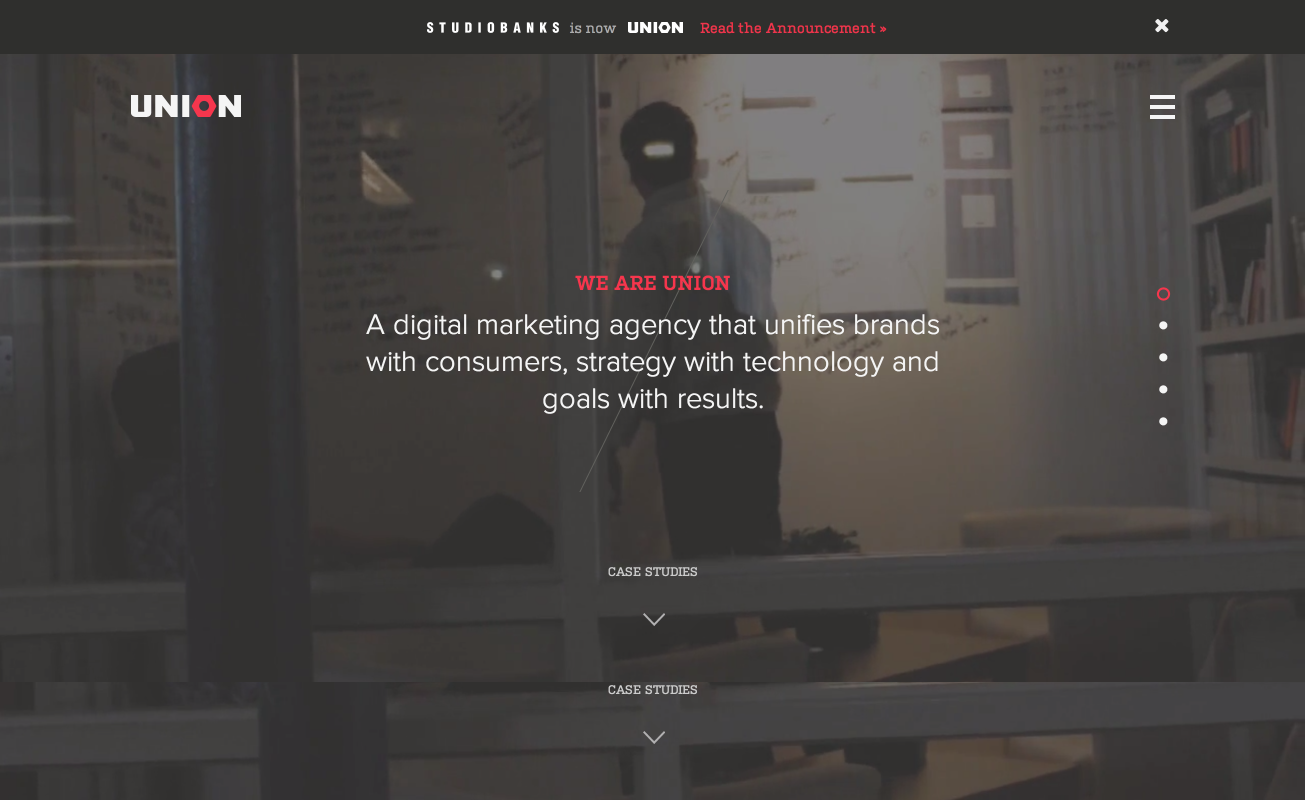 STUDIOBANKS is now UNION Read the Announcement »
UNION
WE ARE UNION
A digital marketing agency that unifies brands
with consumers, strategy with technology and
goals with results.
CASE STUDIES
CASE STUDIES